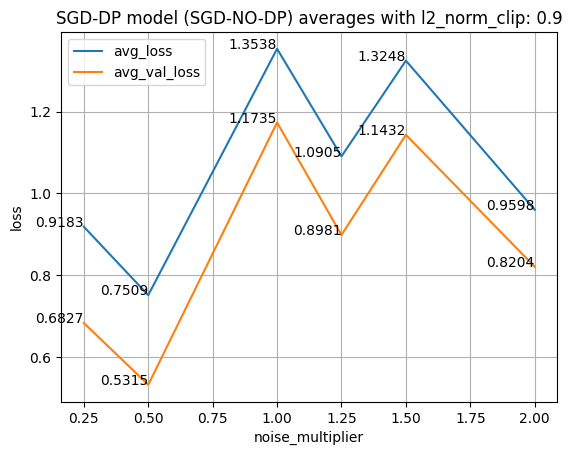 SGD-DP model (SGD-NO-DP) averages with l2_norm_clip: 0.9
avg_loss
avg_val_loss
1.3538
1.3248
1.1735
1.1432
1.0905
0.9598
0.9183
0.8981
0.8204
0.7509
0.6827
0.5315
1.2
1.0
0.8
0.6
loss
0.25 0.50 0.75 1.00 1.25 1.50 1.75 2.00
noise_multiplier